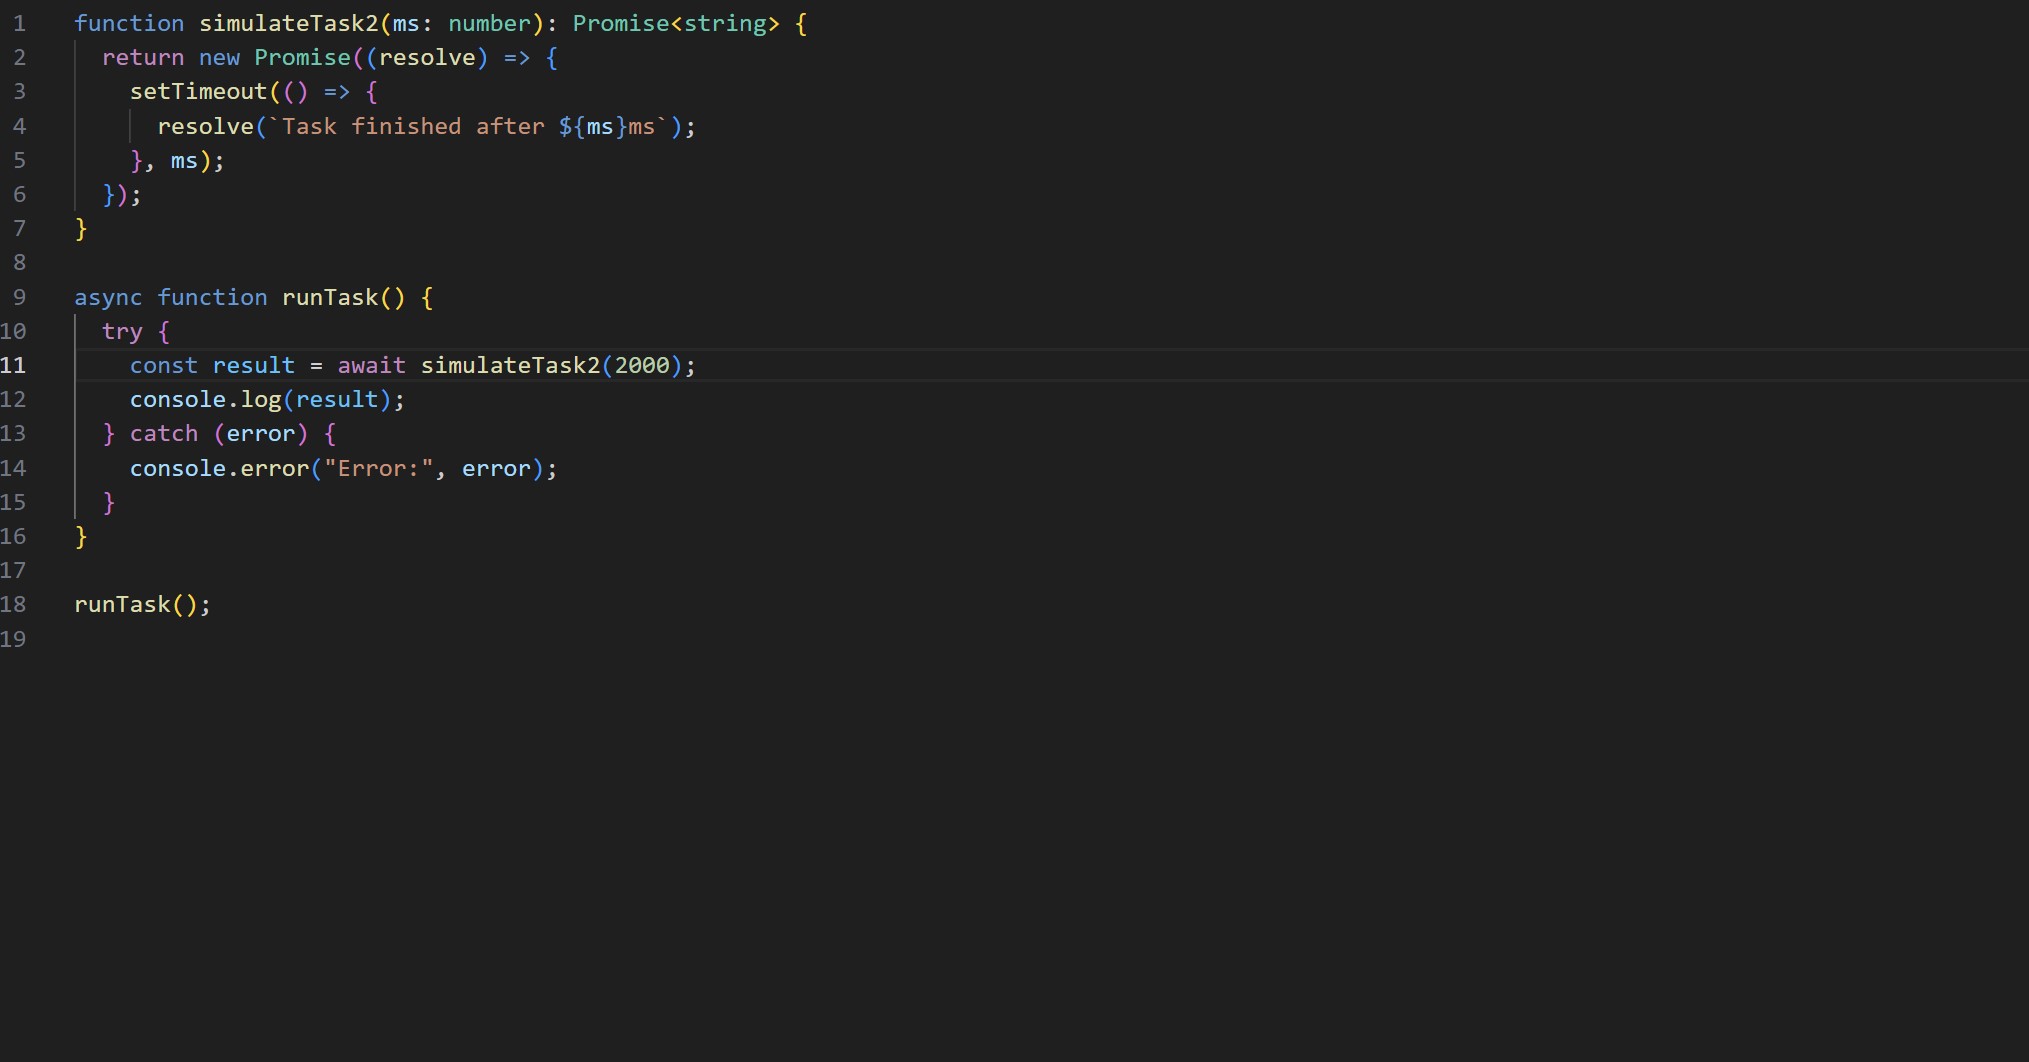 1 function simulateTask2(ms: number): Promise<string> {
2   return new Promise((resolve) => {
3     setTimeout(() => {
4       resolve(`Task finished after ${ms}ms`);
5     }, ms);
6   });
7 }
8
9 async function runTask() {
10   try {
11     const result = await simulateTask2(2000);
12     console.log(result);
13   } catch (error) {
14     console.error("Error:", error);
15   }
16 }
17
18 runTask();
19